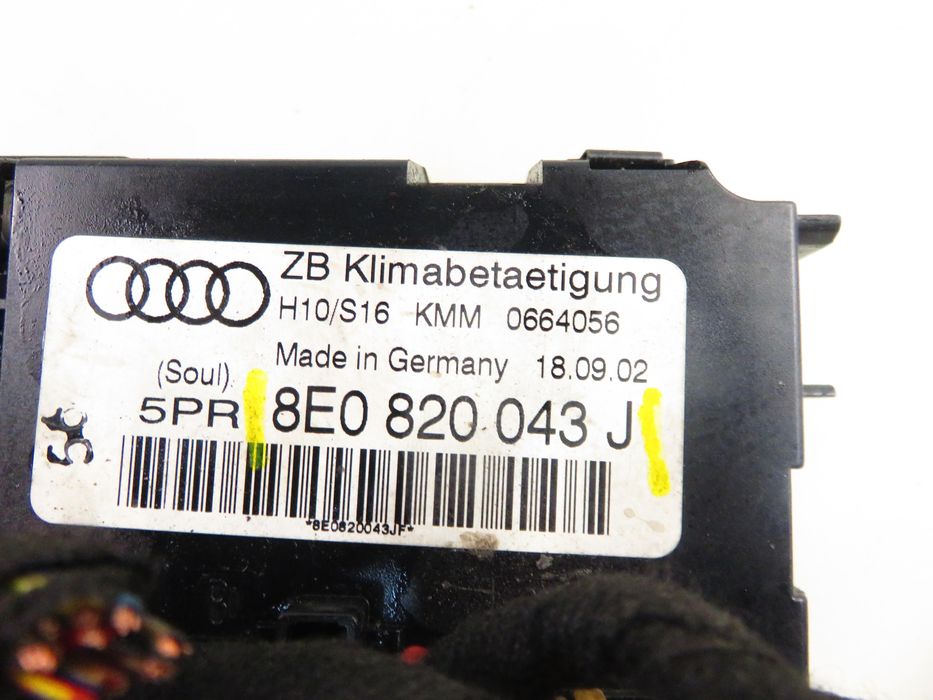 ZB Klimabetaetigung
H10/S16 KMM 0664056
Made in Germany 18.09.02
(Soul)
5PR 8E0 820 043 J
*8E0820043JF*